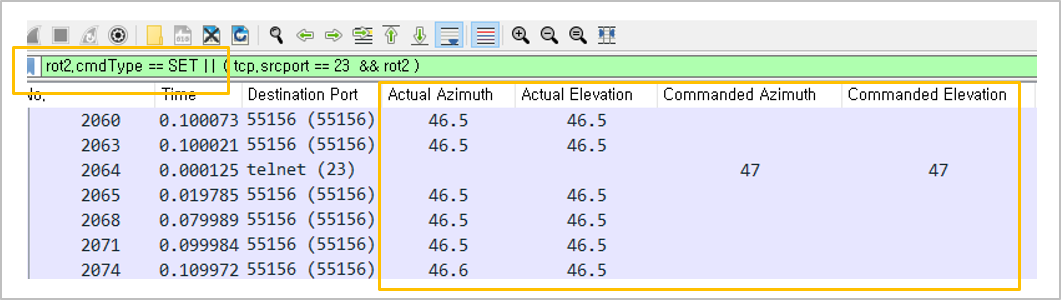 rot2,cmdType == SET || ( tcp,srcport == 23 && rot2 )
No, Time Destination Port Actual Azimuth Actual Elevation Commanded Azimuth Commanded Elevation
2060 0.100073 55156 (55156) 46.5 46.5
2063 0.100021 55156 (55156) 46.5 46.5
2064 0.000125 telnet (23) 47 47
2065 0.019785 55156 (55156) 46.5 46.5
2068 0.079989 55156 (55156) 46.5 46.5
2071 0.099984 55156 (55156) 46.5 46.5
2074 0.109972 55156 (55156) 46.6 46.5